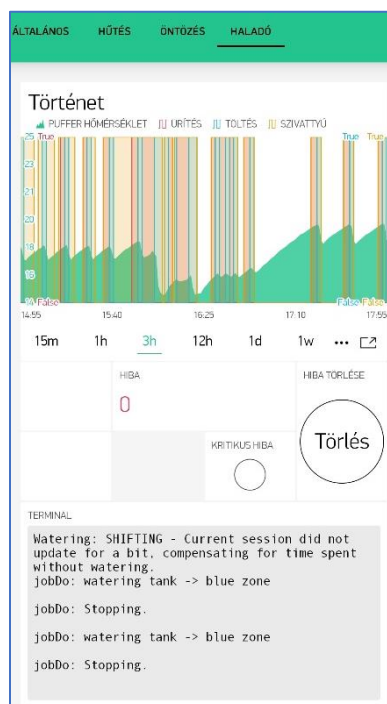 ÁLTALÁNOS HŰTÉS ÖNTÖZÉS HALADÓ
Történet
PUFFER HŐMÉRSÉKLET ÜRÍTÉS TÖLTÉS SZIVATTYÚ
25 True True True
23
21
19
18
16
14 False False False
14:55 15:40 16:25 17:10 17:55
15m 1h 3h 12h 1d 1w
HIBA HIBA TÖRLÉSE
0
KRITIKUS HIBA Törlés
TERMINAL
Watering: SHIFTING - Current session did not
update for a bit, compensating for time spent
without watering.
jobDo: watering tank -> blue zone
jobDo: Stopping.
jobDo: watering tank -> blue zone
jobDo: Stopping.